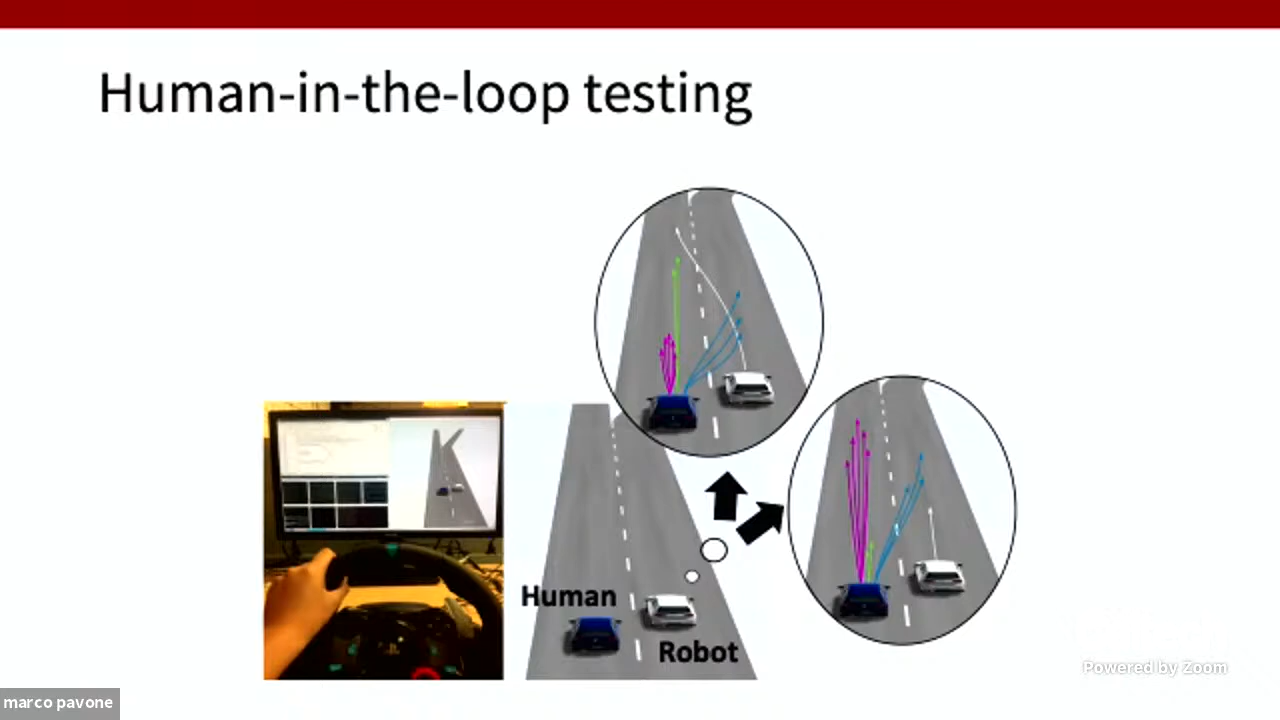 Human-in-the-loop testing
Human
Robot
Powered by Zoom
marco pavone